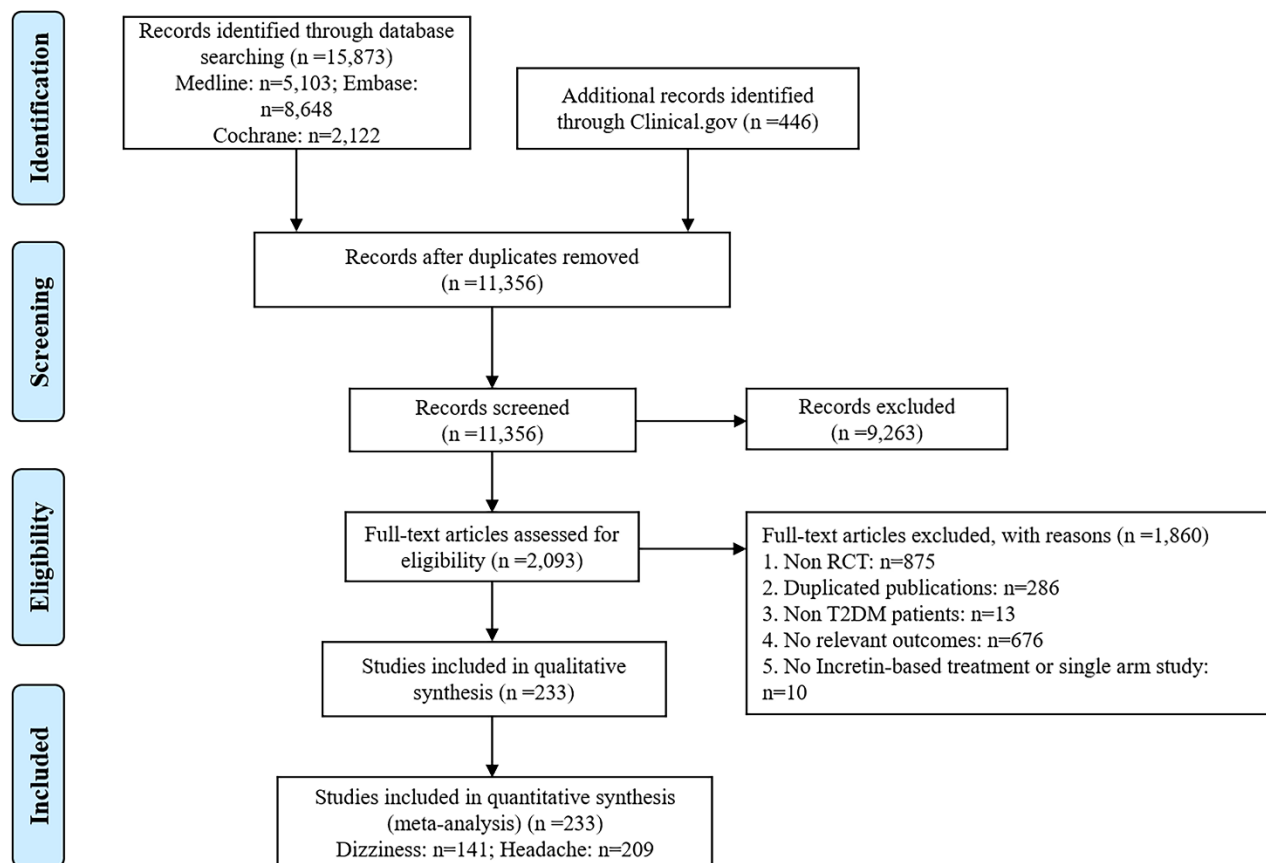 Identification
Records identified through database
searching (n =15,873)
Medline: n=5,103; Embase:
n=8,648
Cochrane: n=2,122
Additional records identified
through Clinical.gov (n =446)
Screening
Records after duplicates removed
(n =11,356)
Records screened
(n =11,356)
Records excluded
(n =9,263)
Eligibility
Full-text articles assessed for
eligibility (n =2,093)
Full-text articles excluded, with reasons (n =1,860)
1. Non RCT: n=875
2. Duplicated publications: n=286
3. Non T2DM patients: n=13
4. No relevant outcomes: n=676
5. No Incretin-based treatment or single arm study:
n=10
Studies included in qualitative
synthesis (n =233)
Included
Studies included in quantitative synthesis
(meta-analysis) (n =233)
Dizziness: n=141; Headache: n=209